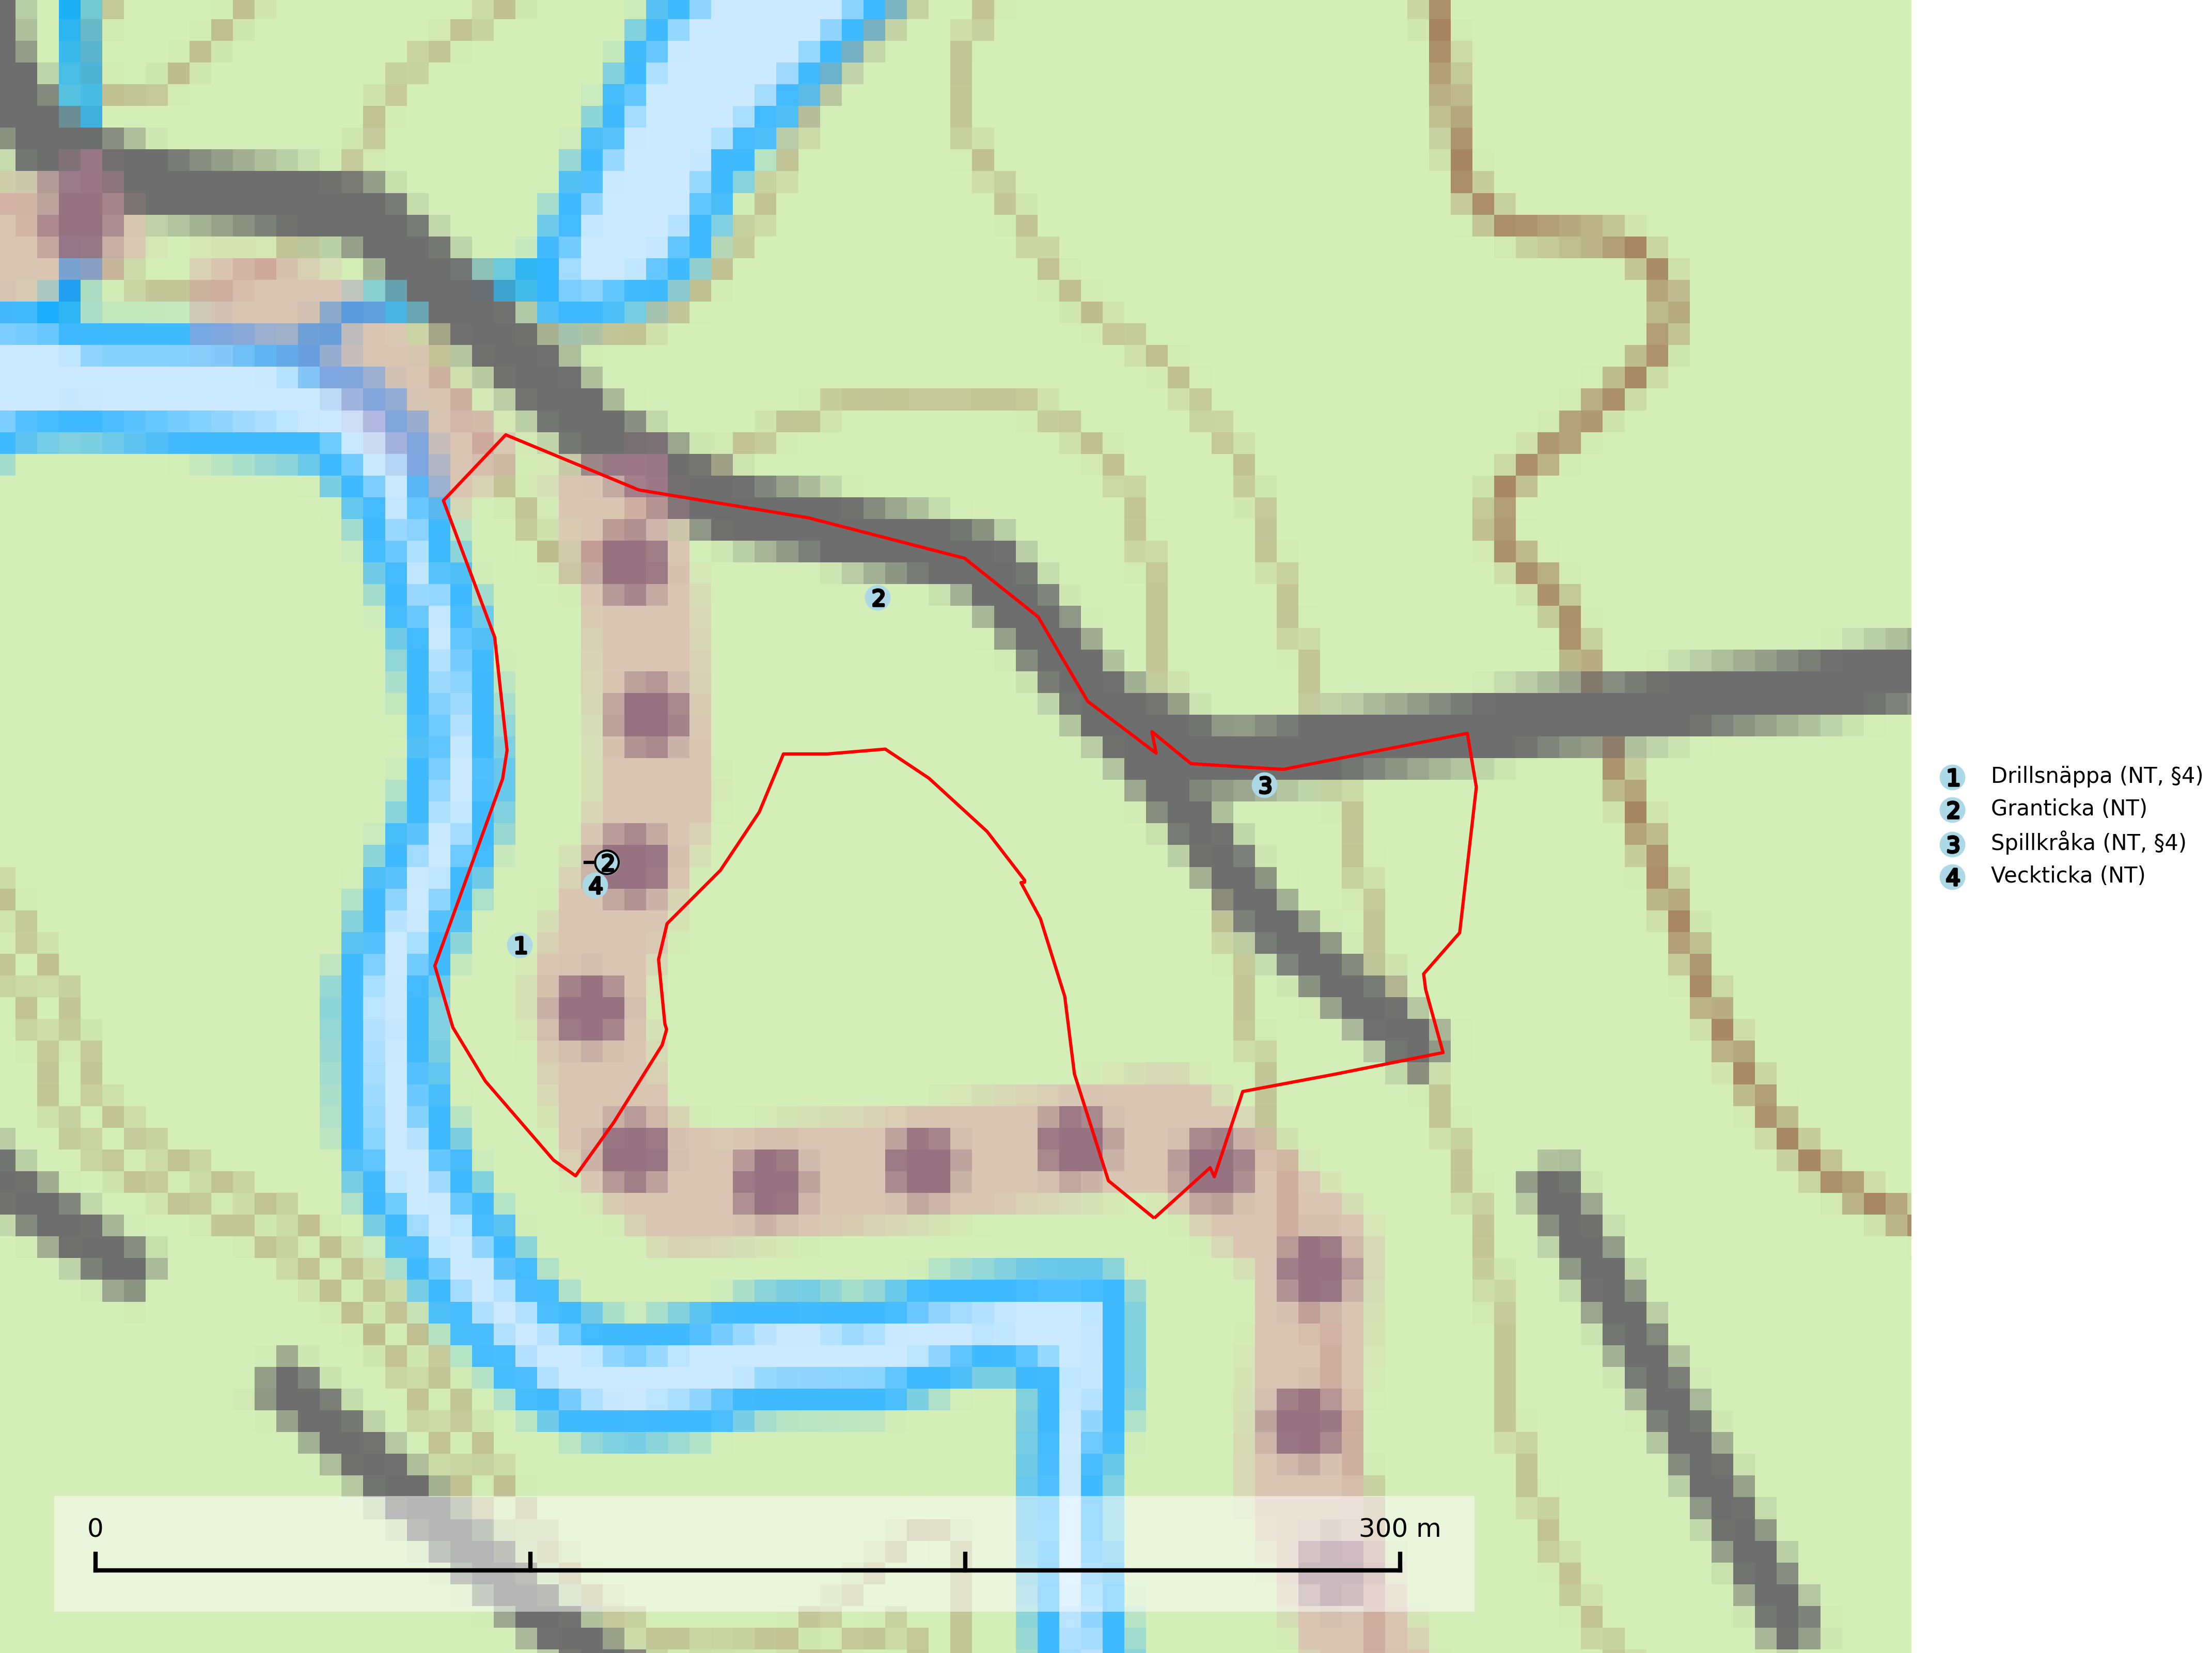 2
3
2
4
1
1 Drillsnäppa (NT, §4)
2 Granticka (NT)
3 Spillkråka (NT, §4)
4 Veckticka (NT)
0 300 m